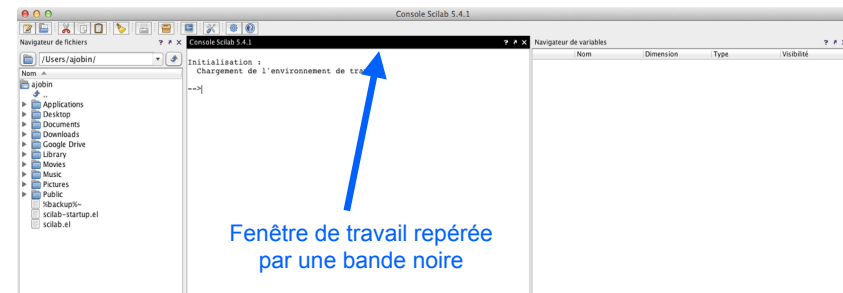 Console Scilab 5.4.1
Navigateur de fichiers
Console Scilab 5.4.1
Navigateur de variables
/Users/ajobin/
Nom
Dimension
Type
Visibilité
Nom
Initialisation :
Chargement de l'environnement de
-->
ajobin
..
Applications
Desktop
Documents
Downloads
Google Drive
Library
Movies
Music
Pictures
Public
%backup%~
scilab-startup.el
scilab.el
Fenêtre de travail repérée
par une bande noire